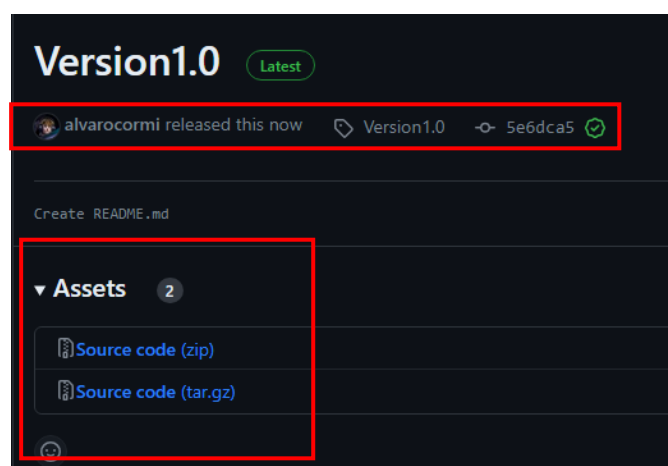 Version1.0 Latest
alvarocormi released this now Version1.0 5e6dca5
Create README.md
Assets 2
Source code (zip)
Source code (tar.gz)